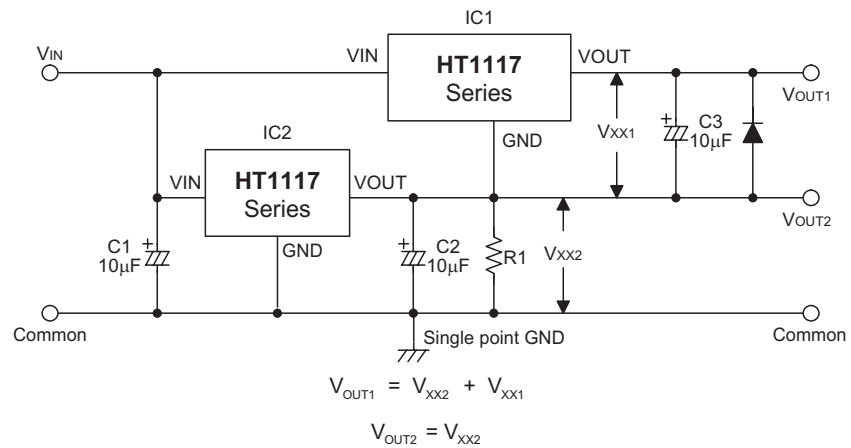 IC1
VIN
VIN
HT1117
Series
VOUT
VOUT1
GND
VXX1
C3
10μF
IC2
VIN
HT1117
Series
VOUT
VOUT2
GND
C1
10μF
C2
10μF
R1
VXX2
Common
Single point GND
Common
VOUT1 = VXX2 + VXX1
VOUT2 = VXX2